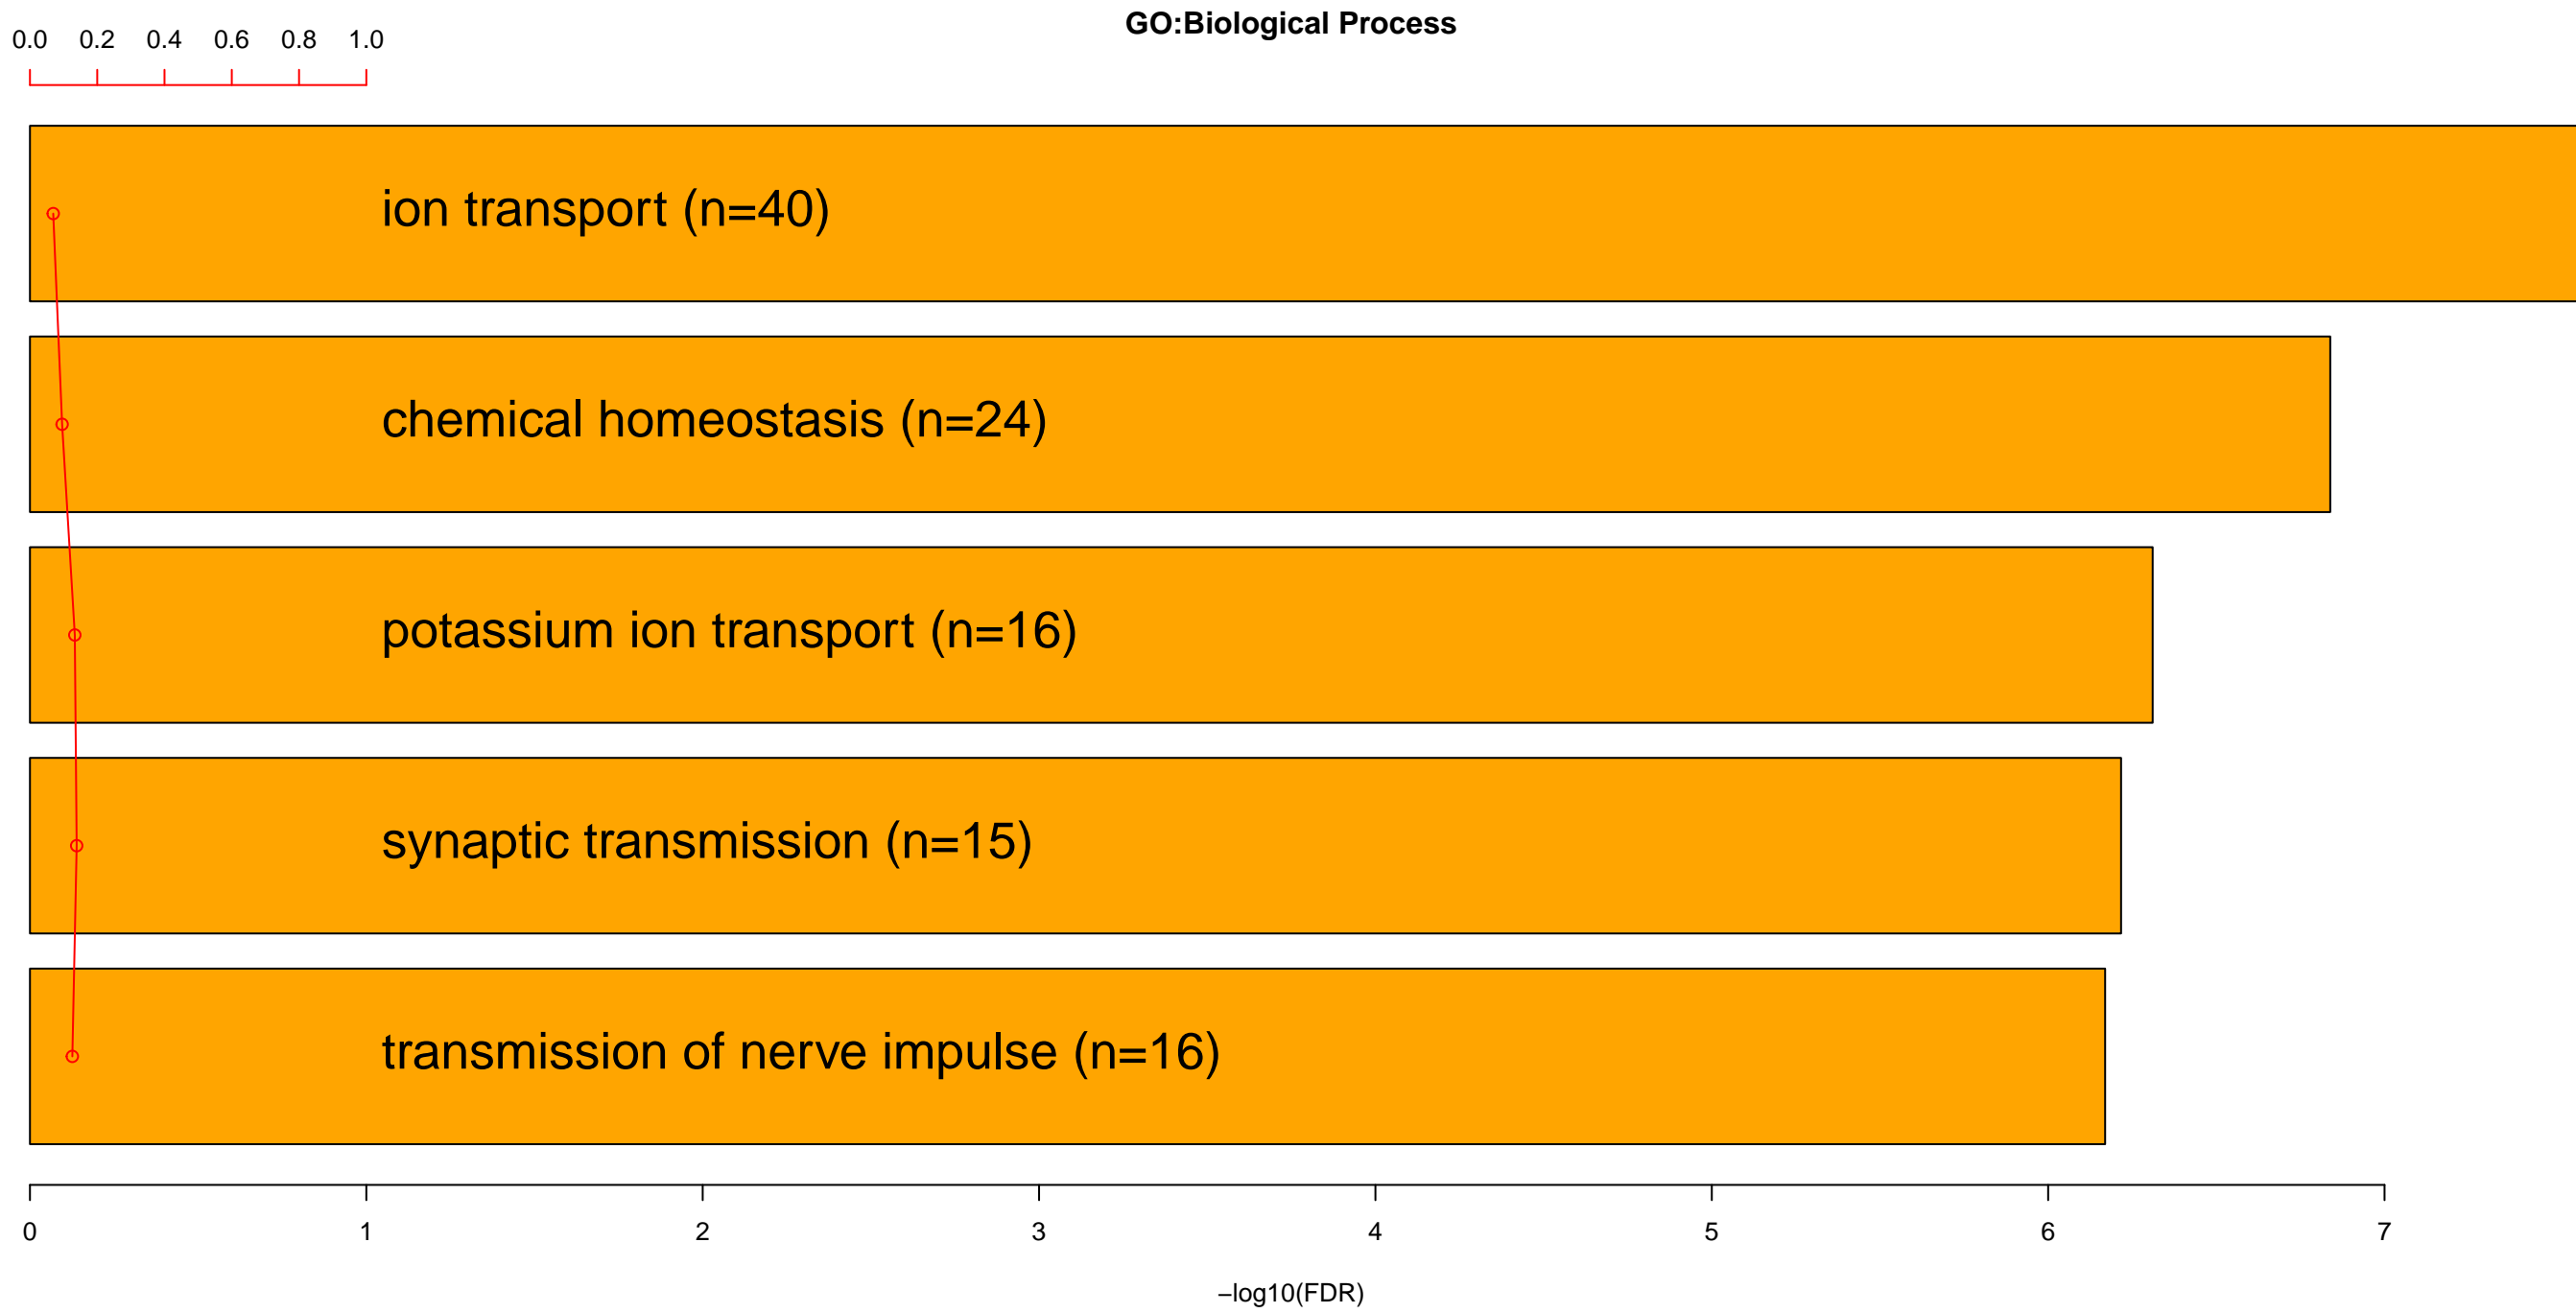 GO:Biological Process
0.0 0.2 0.4 0.6 0.8 1.0
ion transport (n=40)
chemical homeostasis (n=24)
potassium ion transport (n=16)
synaptic transmission (n=15)
transmission of nerve impulse (n=16)
0 1 2 3 4 5 6 7
−log10(FDR)